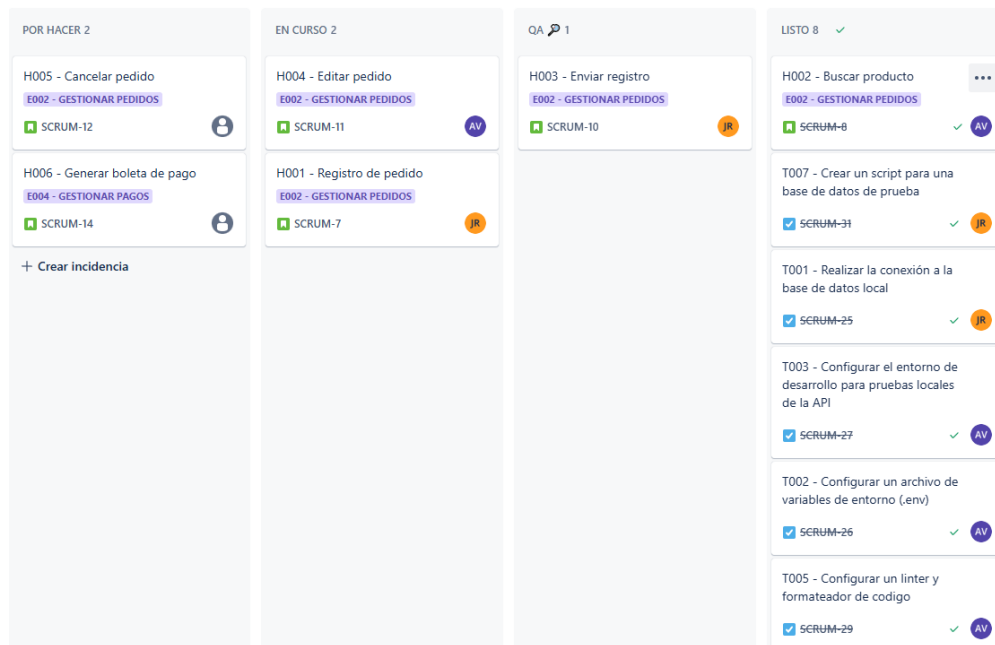 POR HACER 2
H005 - Cancelar pedido
E002 - GESTIONAR PEDIDOS
SCRUM-12
H006 - Generar boleta de pago
E004 - GESTIONAR PAGOS
SCRUM-14
+ Crear incidencia
EN CURSO 2
H004 - Editar pedido
E002 - GESTIONAR PEDIDOS
SCRUM-11
AV
H001 - Registro de pedido
E002 - GESTIONAR PEDIDOS
SCRUM-7
JR
QA 🔎 1
H003 - Enviar registro
E002 - GESTIONAR PEDIDOS
SCRUM-10
JR
LISTO 8
H002 - Buscar producto
E002 - GESTIONAR PEDIDOS
SCRUM-8
AV
T007 - Crear un script para una
base de datos de prueba
SCRUM-31
JR
T001 - Realizar la conexión a la
base de datos local
SCRUM-25
JR
T003 - Configurar el entorno de
desarrollo para pruebas locales
de la API
SCRUM-27
AV
T002 - Configurar un archivo de
variables de entorno (.env)
SCRUM-26
AV
T005 - Configurar un linter y
formateador de codigo
SCRUM-29
AV